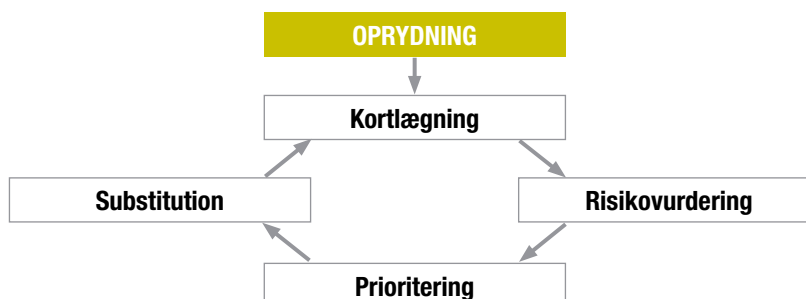 OPRYDNING
Kortlægning
Substitution
Risikovurdering
Prioritering